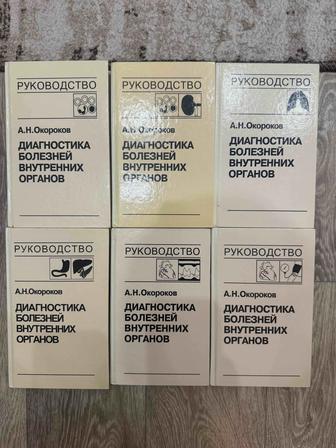 РУКОВОДСТВО
А.Н.Окороков
ДИАГНОСТИКА
БОЛЕЗНЕЙ
ВНУТРЕННИХ
ОРГАНОВ
РУКОВОДСТВО
А.Н.Окороков
ДИАГНОСТИКА
БОЛЕЗНЕЙ
ВНУТРЕННИХ
ОРГАНОВ
РУКОВОДСТВО
А.Н.Окороков
ДИАГНОСТИКА
БОЛЕЗНЕЙ
ВНУТРЕННИХ
ОРГАНОВ
РУКОВОДСТВО
А.Н.Окороков
ДИАГНОСТИКА
БОЛЕЗНЕЙ
ВНУТРЕННИХ
ОРГАНОВ
РУКОВОДСТВО
А.Н.Окороков
ДИАГНОСТИКА
БОЛЕЗНЕЙ
ВНУТРЕННИХ
ОРГАНОВ
РУКОВОДСТВО
А.Н.Окороков
ДИАГНОСТИКА
БОЛЕЗНЕЙ
ВНУТРЕННИХ
ОРГАНОВ